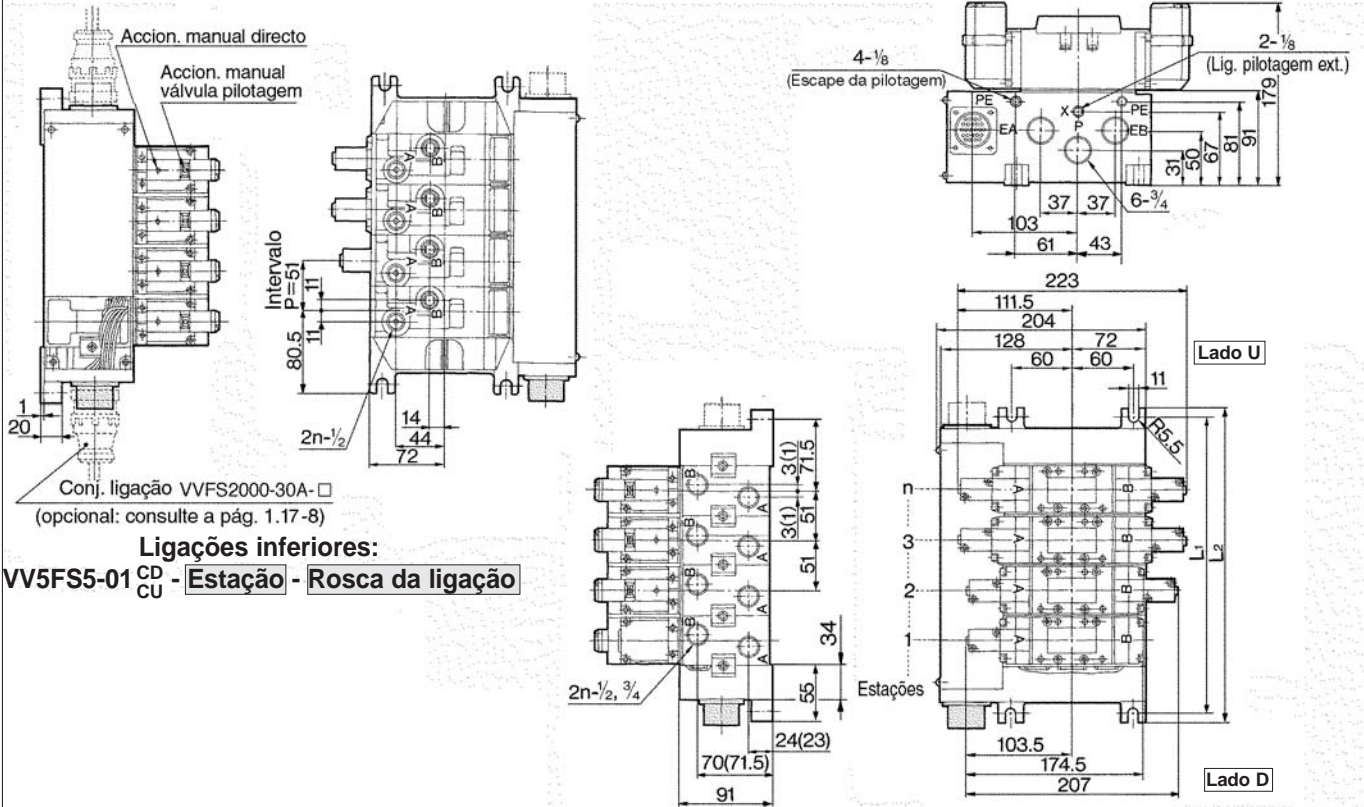 Accion. manual directo
Accion. manual
válvula pilotagem
Intervalo
P=51
11
11
80.5
A
B
A
B
A
B
A
B
1
20
14
44
72
2n-½
Conj. ligação VVFS2000-30A-□
(opcional: consulte a pág. 1.17-8)
Ligações inferiores:
VV5FS5-01 CD CU - Estação - Rosca da ligação
4-⅛
(Escape da pilotagem)
2-⅛
(Lig. pilotagem ext.)
PE
X
PE
EA
P
EB
31
50
67
81
91
179
6-¾
37
37
103
61
43
223
111.5
204
128
72
60
60
11
R5.5
Lado U
n
3
2
1
Estações
A
B
A
B
A
B
A
B
L1
L2
103.5
174.5
207
Lado D
B
A
B
A
B
A
B
A
3(1)
71.5
3(1)
51
51
34
55
2n-½, ¾
24(23)
70(71.5)
91